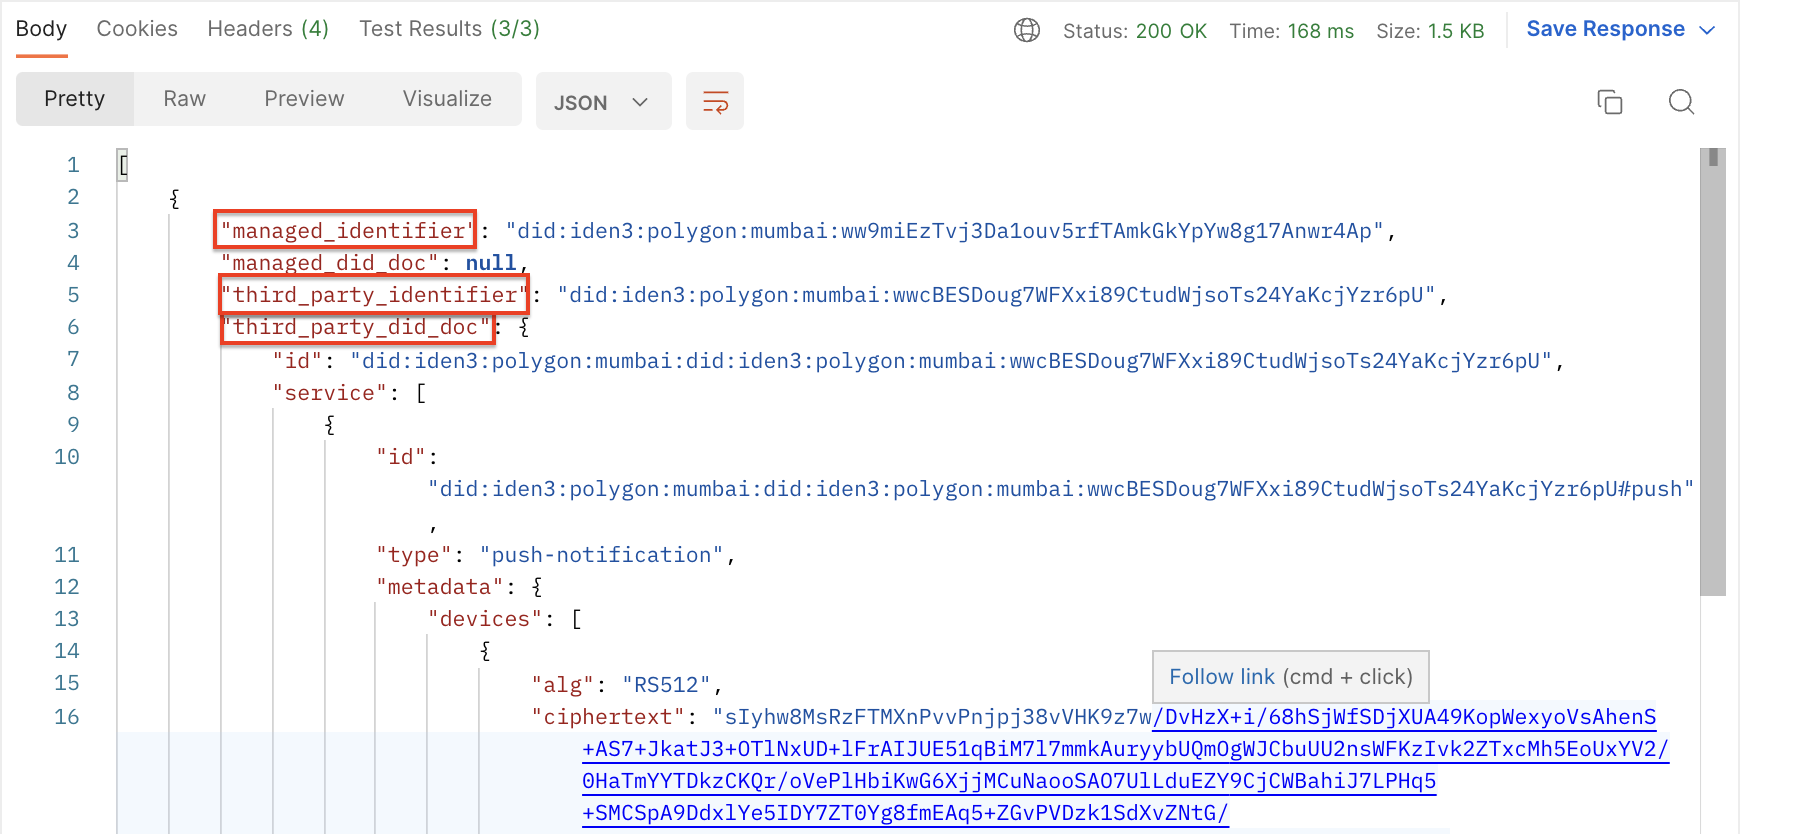 Body Cookies Headers (4) Test Results (3/3) Status: 200 OK Time: 168 ms Size: 1.5 KB Save Response
Pretty Raw Preview Visualize JSON
1 [
2 {
3 "managed_identifier": "did:iden3:polygon:mumbai:ww9miEzTvj3Da1ouv5rfTAmkGkYpYw8g17Anwr4Ap",
4 "managed_did_doc": null,
5 "third_party_identifier": "did:iden3:polygon:mumbai:wwcBESDoug7WFXxi89CtudWjsoTs24YaKcjYzr6pU",
6 "third_party_did_doc": {
7 "id": "did:iden3:polygon:mumbai:did:iden3:polygon:mumbai:wwcBESDoug7WFXxi89CtudWjsoTs24YaKcjYzr6pU",
8 "service": [
9 {
10 "id":
"did:iden3:polygon:mumbai:did:iden3:polygon:mumbai:wwcBESDoug7WFXxi89CtudWjsoTs24YaKcjYzr6pU#push"
,
11 "type": "push-notification",
12 "metadata": {
13 "devices": [
14 {
Follow link (cmd + click)
15 "alg": "RS512",
16 "ciphertext": "sIyhw8MsRzFTMXnPvvPnjpj38vVHK9z7w/DvHzX+i/68hSjWfSDjXUA49KopWexyoVsAhenS
+AS7+JkatJ3+OTlNxUD+lFrAIJUE51qBiM7l7mmkAuryybUQmOgWJCbuUU2nsWFKzIvk2ZTxcMh5EoUxYV2/
0HaTmYYTDkzCKQr/oVePlHbiKwG6XjjMCuNaooSAO7UlLduEZY9CjCWBahiJ7LPHq5
+SMCSpA9DdxlYe5IDY7ZT0Yg8fmEAq5+ZGvPVDzk1SdXvZNtG/